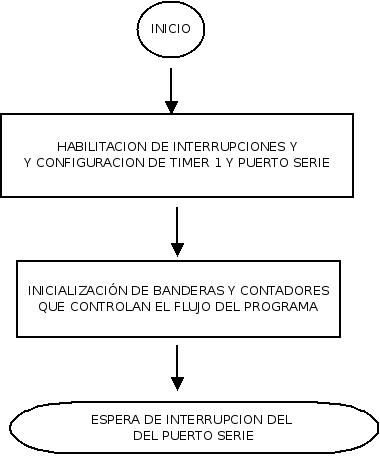 INICIO
HABILITACION DE INTERRUPCIONES Y
Y CONFIGURACION DE TIMER 1 Y PUERTO SERIE
INICIALIZACIÓN DE BANDERAS Y CONTADORES
QUE CONTROLAN EL FLUJO DEL PROGRAMA
ESPERA DE INTERRUPCION DEL
DEL PUERTO SERIE